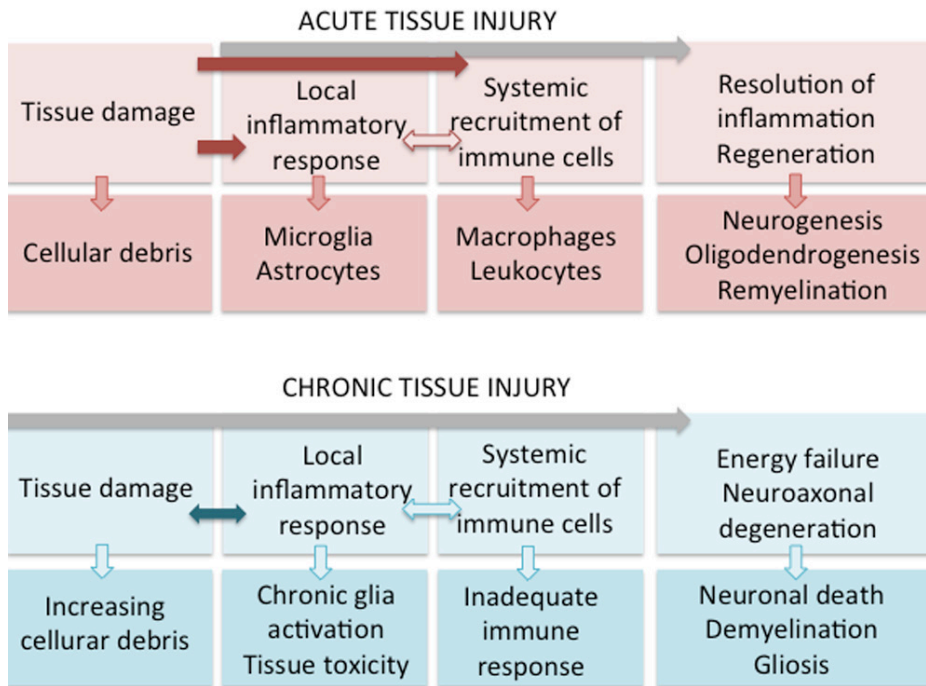 ACUTE TISSUE INJURY
Tissue damage
Local
inflammatory
response
Systemic
recruitment of
immune cells
Resolution of
inflammation
Regeneration
Cellular debris
Microglia
Astrocytes
Macrophages
Leukocytes
Neurogenesis
Oligodendrogenesis
Remyelination
CHRONIC TISSUE INJURY
Tissue damage
Local
inflammatory
response
Systemic
recruitment of
immune cells
Energy failure
Neuroaxonal
degeneration
Increasing
cellurar debris
Chronic glia
activation
Tissue toxicity
Inadequate
immune
response
Neuronal death
Demyelination
Gliosis